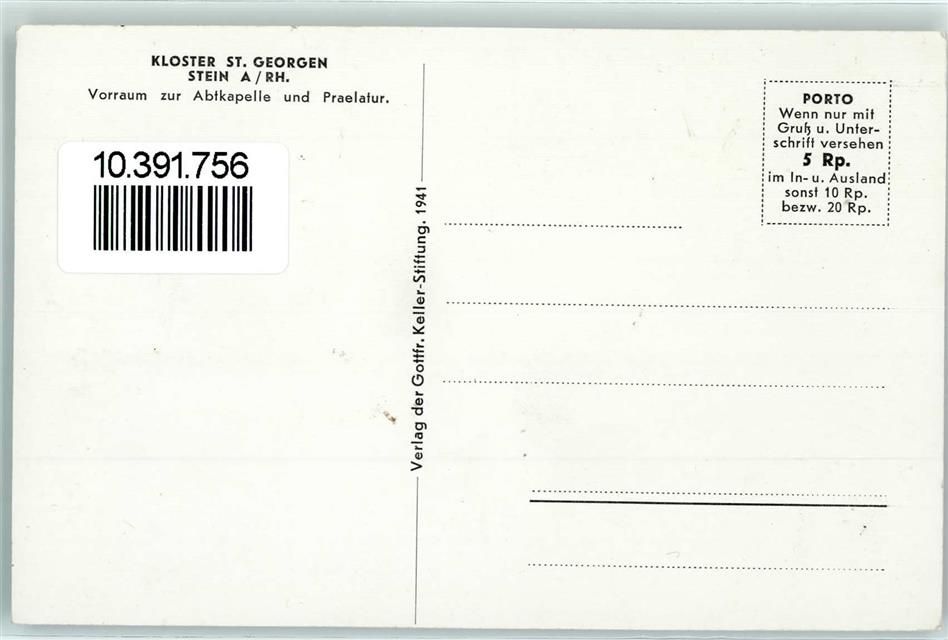 KLOSTER ST. GEORGEN
STEIN A/RH.
Vorraum zur Abtkapelle und Praelatur.
10.391.756
Verlag der Gottfr. Keller-Stiftung. 1941
PORTO
Wenn nur mit
Gruß u. Unter-
schrift versehen
5 Rp.
im In- u. Ausland
sonst 10 Rp.
bezw. 20 Rp.